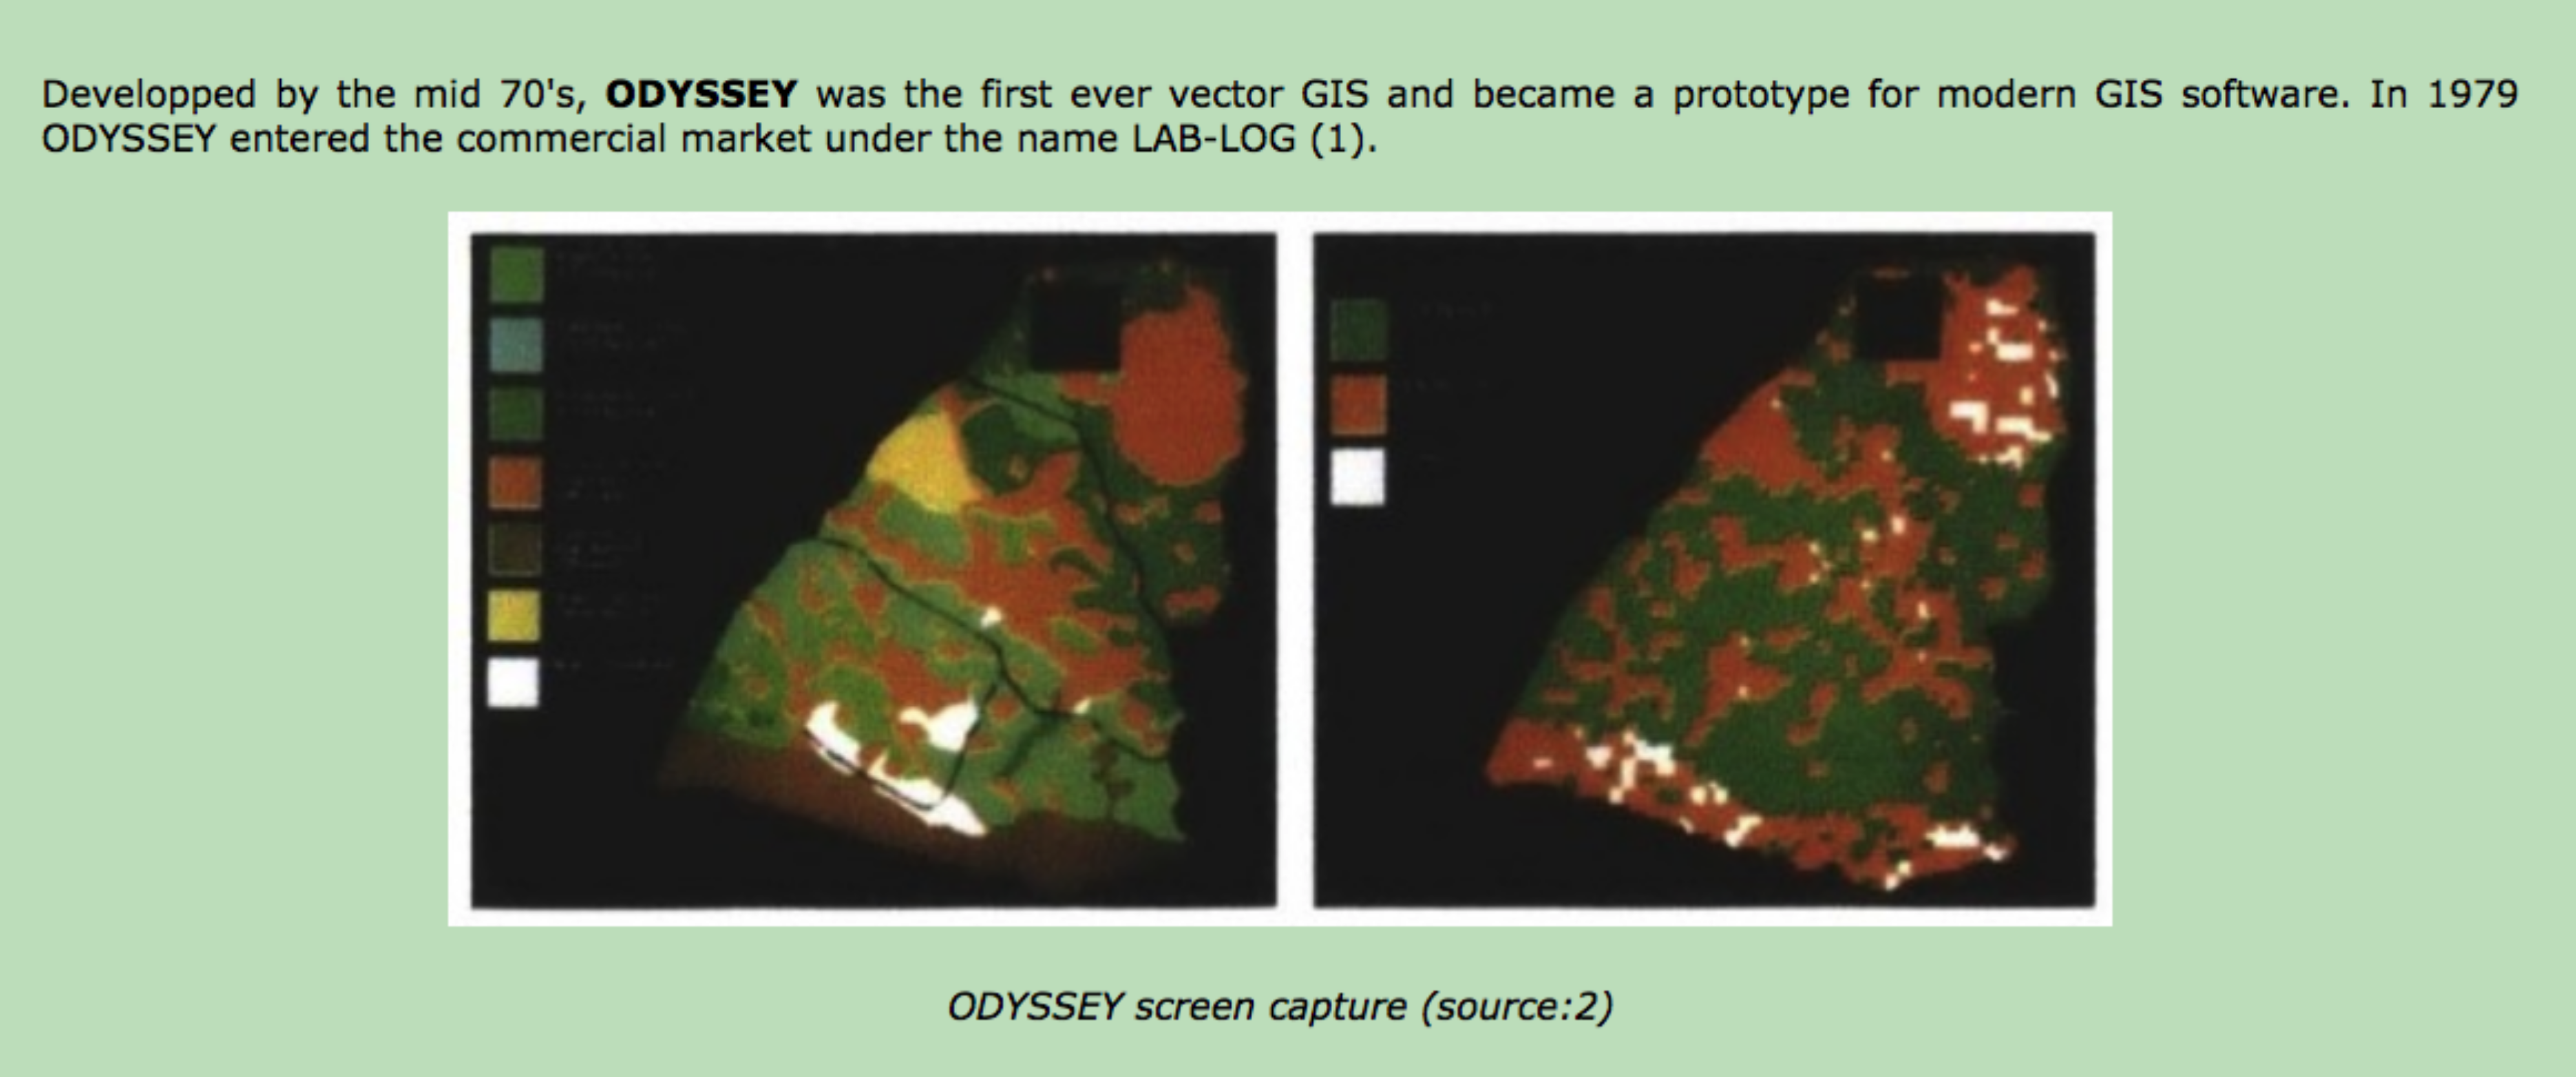 Developped by the mid 70's, ODYSSEY was the first ever vector GIS and became a prototype for modern GIS software. In 1979
ODYSSEY entered the commercial market under the name LAB-LOG (1).
ODYSSEY screen capture (source:2)